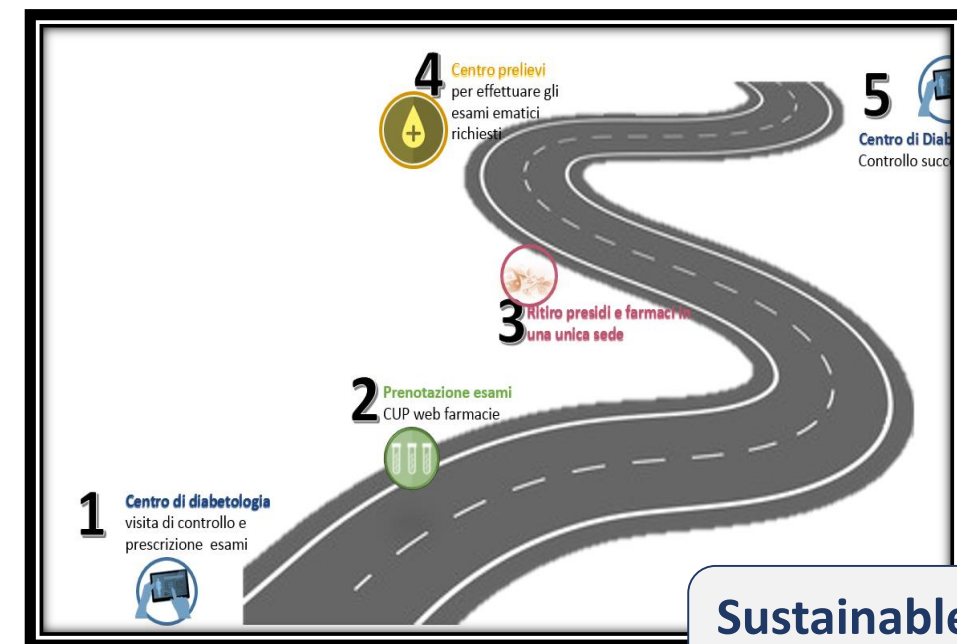 4
Centro prelievi
per effettuare gli
esami ematici
richiesti
5
Centro di Diab
Controllo succ
3
Ritiro presidi e farmaci in
una unica sede
2
Prenotazione esami
CUP web farmacie
1
Centro di diabetologia
visita di controllo e
prescrizione esami
Sustainable